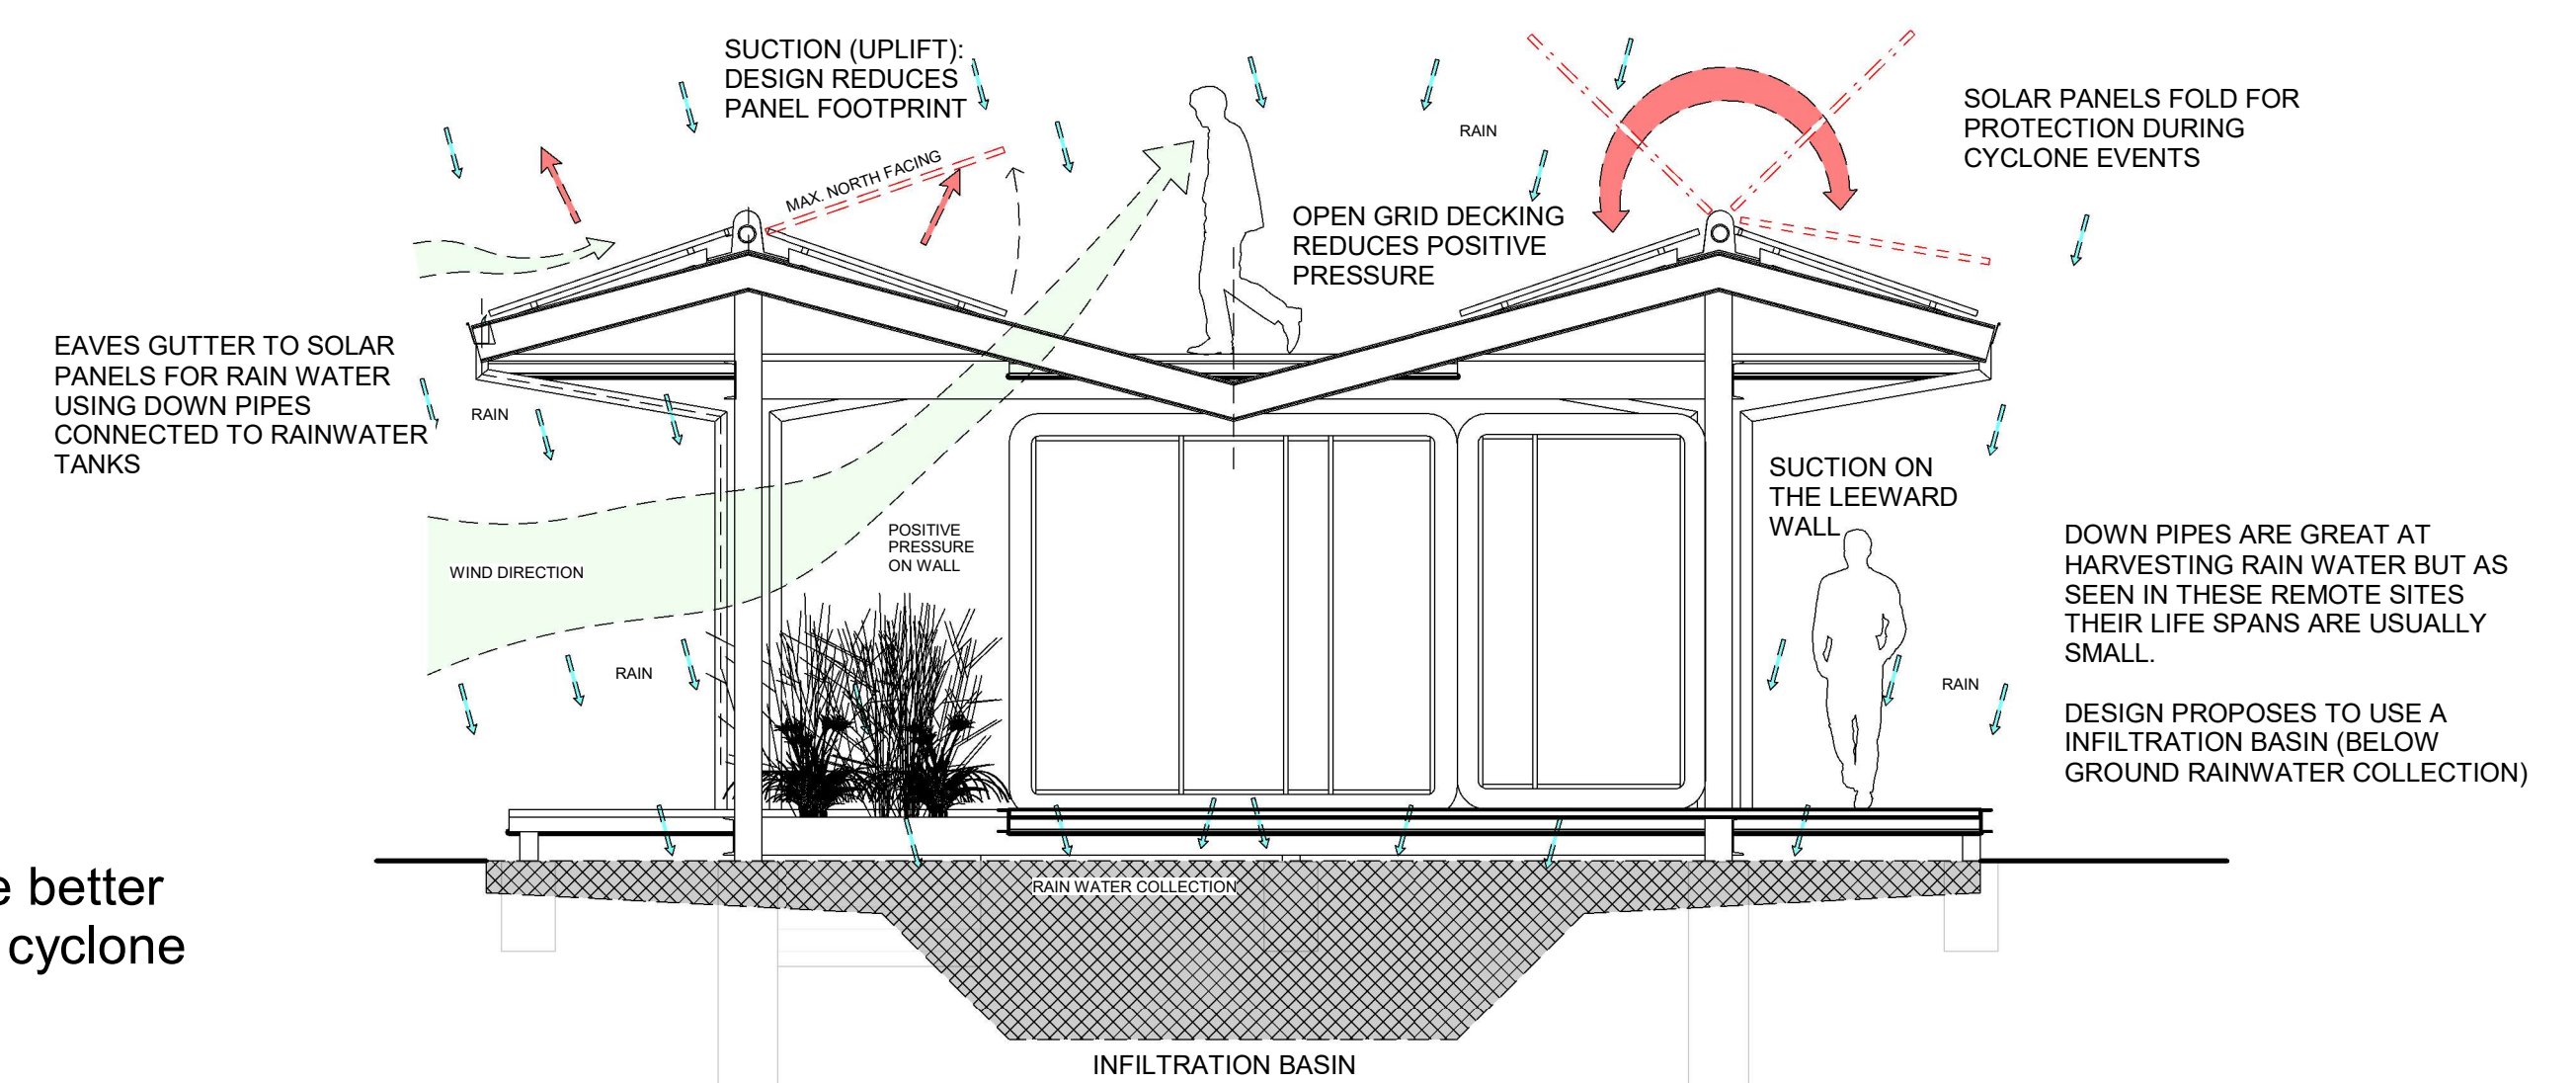 SUCTION (UPLIFT):
DESIGN REDUCES
PANEL FOOTPRINT
MAX. NORTH FACING
RAIN
SOLAR PANELS FOLD FOR
PROTECTION DURING
CYCLONE EVENTS
OPEN GRID DECKING
REDUCES POSITIVE
PRESSURE
EAVES GUTTER TO SOLAR
PANELS FOR RAIN WATER
USING DOWN PIPES
CONNECTED TO RAINWATER
TANKS
RAIN
SUCTION ON
THE LEEWARD
WALL
POSITIVE
PRESSURE
ON WALL
WIND DIRECTION
DOWN PIPES ARE GREAT AT
HARVESTING RAIN WATER BUT AS
SEEN IN THESE REMOTE SITES
THEIR LIFE SPANS ARE USUALLY
SMALL.
RAIN
RAIN
DESIGN PROPOSES TO USE A
INFILTRATION BASIN (BELOW
GROUND RAINWATER COLLECTION)
e better
cyclone
RAIN WATER COLLECTION
INFILTRATION BASIN